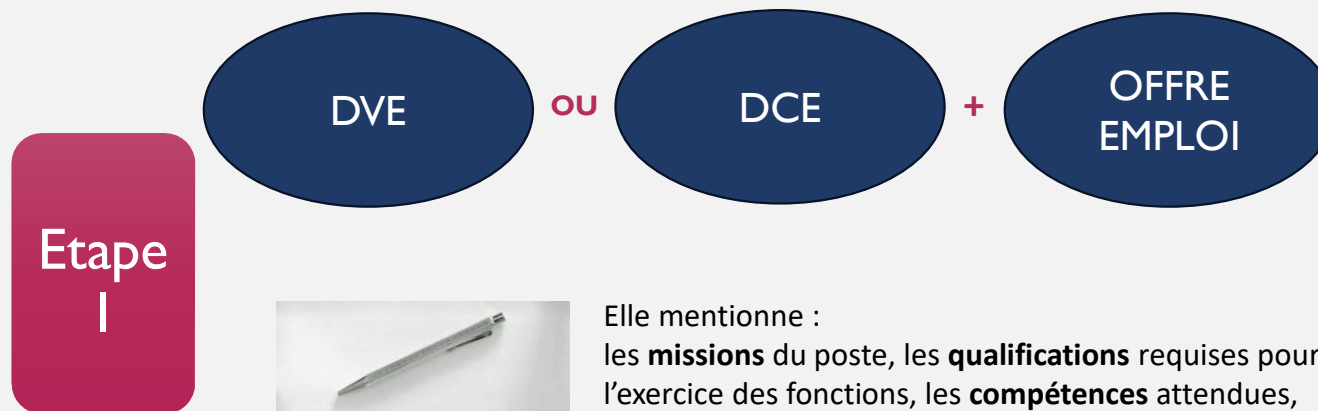 DVE
ou
DCE
+
OFFRE
EMPLOI
Etape
1
Elle mentionne :
les missions du poste, les qualifications requises pour
l’exercice des fonctions, les compétences attendues,